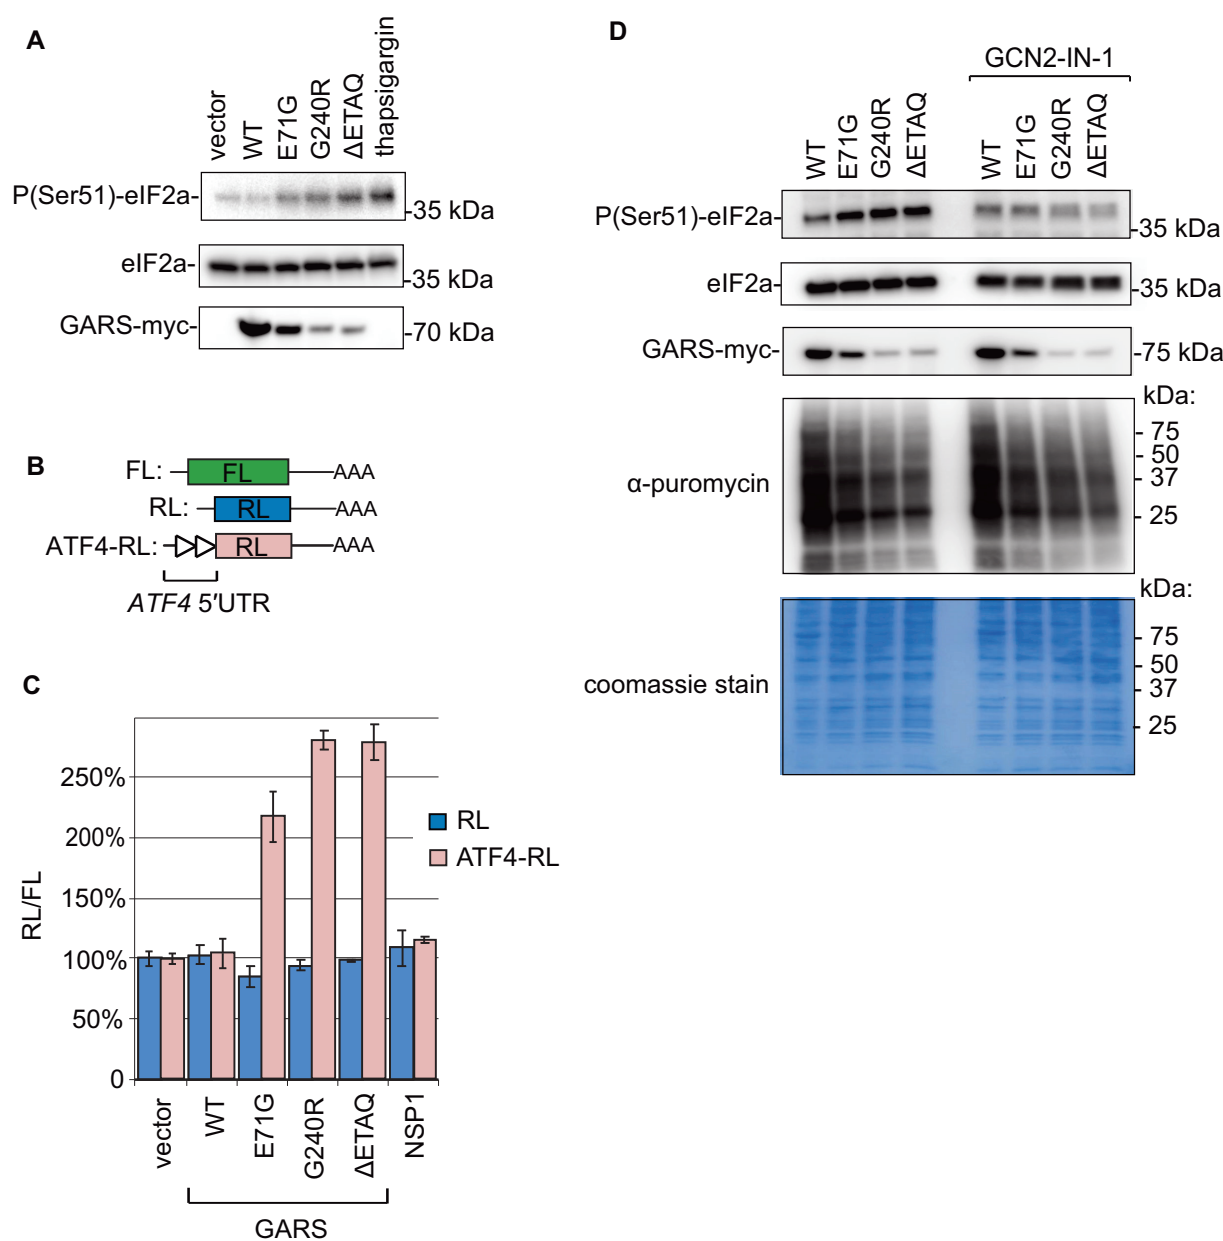 A
vector
WT
E71G
G240R
ΔETAQ
thapsigargin
P(Ser51)-eIF2a-
-35 kDa
eIF2a-
-35 kDa
GARS-myc-
-70 kDa
B
FL: FL AAA
RL: RL AAA
ATF4-RL: RL AAA
ATF4 5'UTR
C
RL/FL
250%
200%
150%
100%
50%
0
RL
ATF4-RL
vector
WT
E71G
G240R
ΔETAQ
NSP1
GARS
D
GCN2-IN-1
WT
E71G
G240R
ΔETAQ
WT
E71G
G240R
ΔETAQ
P(Ser51)-eIF2a-
-35 kDa
eIF2a-
-35 kDa
GARS-myc-
-75 kDa
kDa:
α-puromycin
- 75
- 50
- 37
- 25
kDa:
coomassie stain
- 75
- 50
- 37
- 25